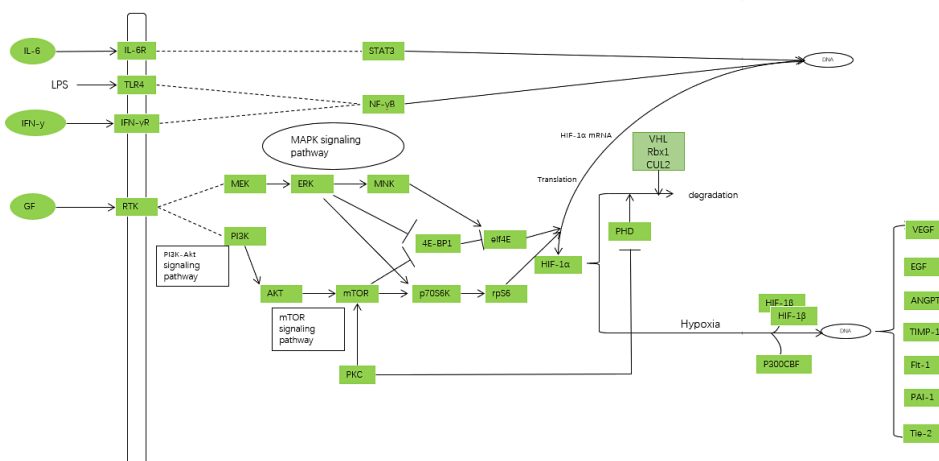 IL-6
IL-6R
STAT3
DNA
LPS
TLR4
NF-γB
IFN-γ
IFN-γR
HIF-1α mRNA
MAPK signaling
pathway
VHL
Rbx1
CUL2
Translation
MEK
ERK
MNK
degradation
GF
RTK
PI3K
4E-BP1
eIf4E
PHD
VEGF
PI3K-Akt
signaling
pathway
HIF-1α
EGF
AKT
mTOR
p70S6K
rpS6
HIF-1β
HIF-1β
ANGPT
mTOR
signaling
pathway
Hypoxia
DNA
TIMP-1
PKC
P300CBF
Flt-1
PAI-1
Tie-2